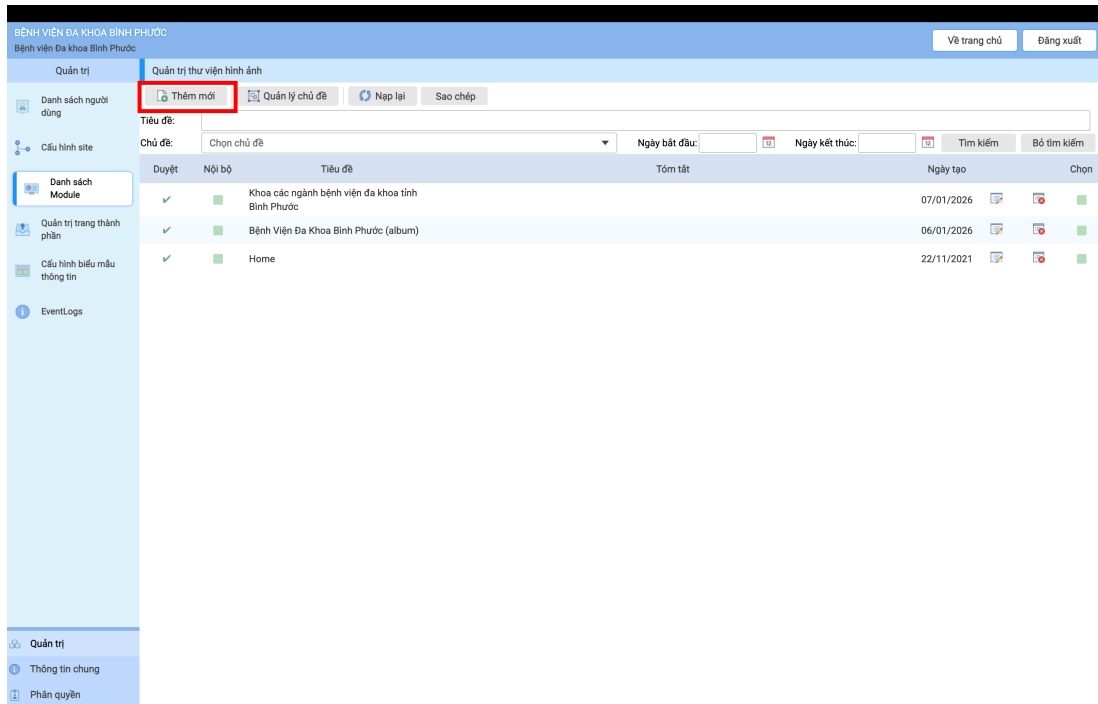 BỆNH VIỆN ĐA KHOA BÌNH PHƯỚC
Bệnh viện Đa khoa Bình Phước
Về trang chủ
Đăng xuất
Quản trị
Quản trị thư viện hình ảnh
Danh sách người
dùng
Cấu hình site
Danh sách
Module
Quản trị trang thành
phần
Cấu hình biểu mẫu
thông tin
EventLogs
Thêm mới
Quản lý chủ đề
Nạp lại
Sao chép
Tiêu đề:
Chủ đề:
Chọn chủ đề
Ngày bắt đầu:
12
Ngày kết thúc:
12
Tìm kiếm
Bỏ tìm kiếm
Duyệt
Nội bộ
Tiêu đề
Tóm tắt
Ngày tạo
Chọn
Khoa các ngành bệnh viện đa khoa tỉnh
Bình Phước
07/01/2026
Bệnh Viện Đa Khoa Bình Phước (album)
06/01/2026
Home
22/11/2021
Quản trị
Thông tin chung
Phân quyền